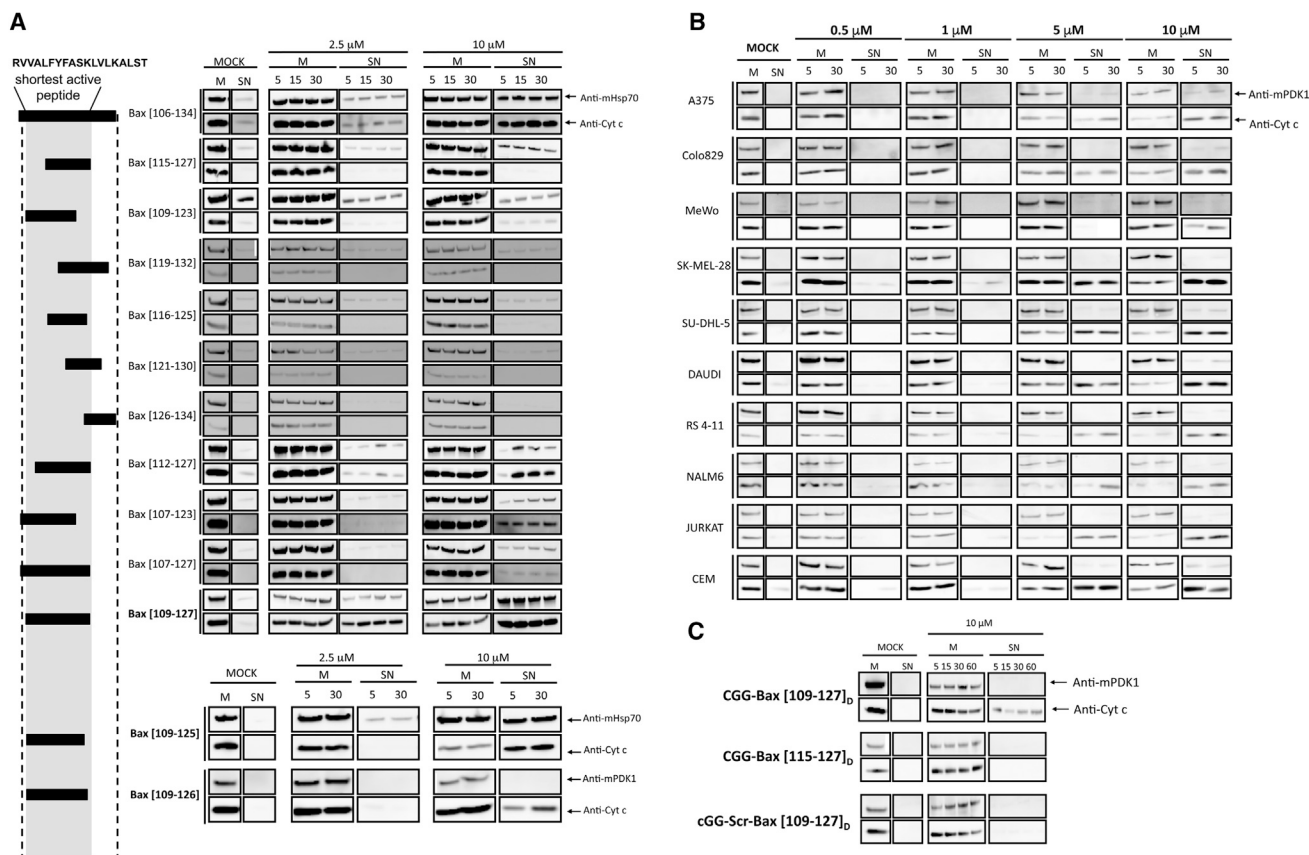 A
RVVALFYFASKLVLKALST
shortest active
peptide
2.5 µM 10 µM
MOCK M SN M SN
M SN 5 15 30 5 15 30 5 15 30 5 15 30
Anti-mHsp70
Bax [106-134]
Anti-Cyt c
Bax [115-127]
Bax [109-123]
Bax [119-132]
Bax [116-125]
Bax [121-130]
Bax [126-134]
Bax [112-127]
Bax [107-123]
Bax [107-127]
Bax [109-127]
2.5 µM 10 µM
MOCK M SN M SN
M SN 5 30 5 30 5 30 5 30
Bax [109-125]
Anti-mHsp70
Anti-Cyt c
Bax [109-126]
Anti-mPDK1
Anti-Cyt c
B
0.5 µM 1 µM 5 µM 10 µM
MOCK M SN M SN M SN M SN
M SN 5 30 5 30 5 30 5 30 5 30 5 30 5 30 5 30
A375
Anti-mPDK1
Anti-Cyt c
Colo829
MeWo
SK-MEL-28
SU-DHL-5
DAUDI
RS 4-11
NALM6
JURKAT
CEM
C
10 µM
MOCK M SN
M SN 5 15 30 60 5 15 30 60
CGG-Bax [109-127]D
Anti-mPDK1
Anti-Cyt c
CGG-Bax [115-127]D
cGG-Scr-Bax [109-127]D